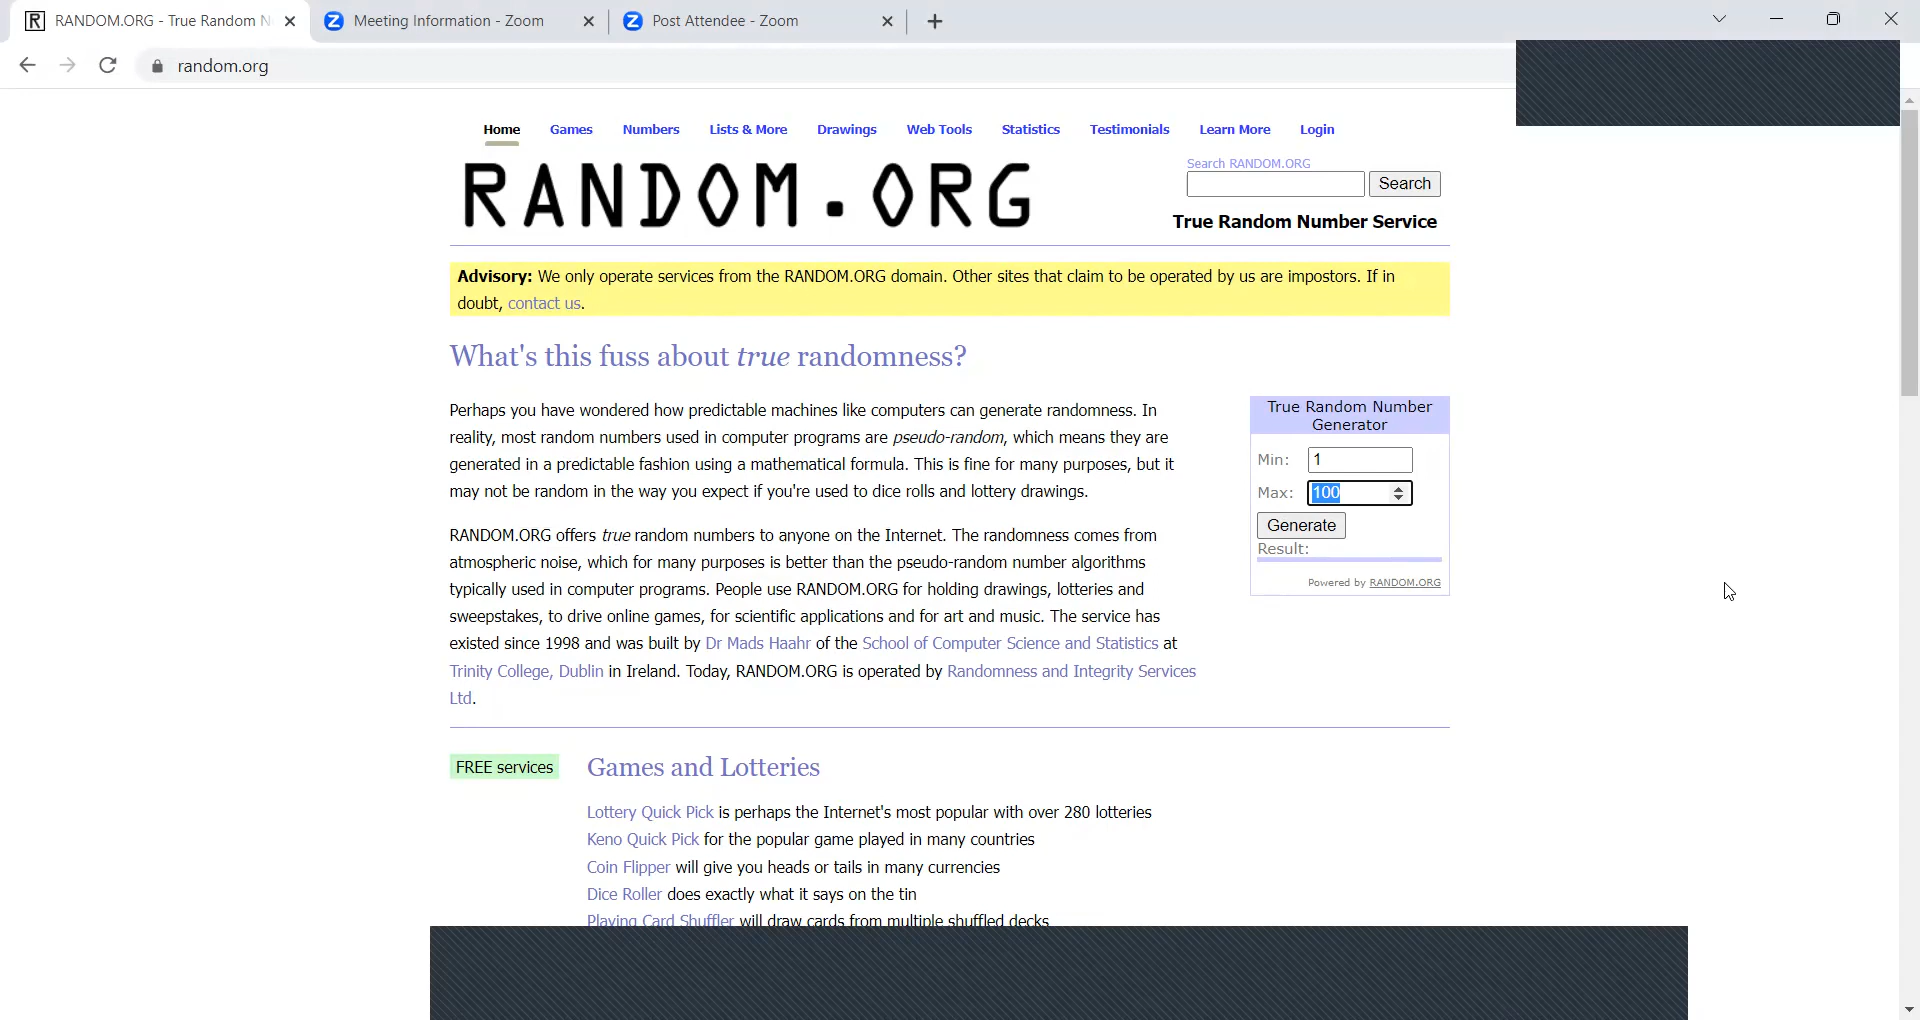 RANDOM.ORG - True Random N
Meeting Information - Zoom
Post Attendee - Zoom
random.org
Home Games Numbers Lists & More Drawings Web Tools Statistics Testimonials Learn More Login
RANDOM.ORG
Search RANDOM.ORG
Search
True Random Number Service
Advisory: We only operate services from the RANDOM.ORG domain. Other sites that claim to be operated by us are impostors. If in
doubt, contact us.
What's this fuss about true randomness?
Perhaps you have wondered how predictable machines like computers can generate randomness. In
reality, most random numbers used in computer programs are pseudo-random, which means they are
generated in a predictable fashion using a mathematical formula. This is fine for many purposes, but it
may not be random in the way you expect if you're used to dice rolls and lottery drawings.
RANDOM.ORG offers true random numbers to anyone on the Internet. The randomness comes from
atmospheric noise, which for many purposes is better than the pseudo-random number algorithms
typically used in computer programs. People use RANDOM.ORG for holding drawings, lotteries and
sweepstakes, to drive online games, for scientific applications and for art and music. The service has
existed since 1998 and was built by Dr Mads Haahr of the School of Computer Science and Statistics at
Trinity College, Dublin in Ireland. Today, RANDOM.ORG is operated by Randomness and Integrity Services
Ltd.
True Random Number
Generator
Min: 1
Max: 100
Generate
Result:
Powered by RANDOM.ORG
FREE services
Games and Lotteries
Lottery Quick Pick is perhaps the Internet's most popular with over 280 lotteries
Keno Quick Pick for the popular game played in many countries
Coin Flipper will give you heads or tails in many currencies
Dice Roller does exactly what it says on the tin
Playing Card Shuffler will draw cards from multiple shuffled decks